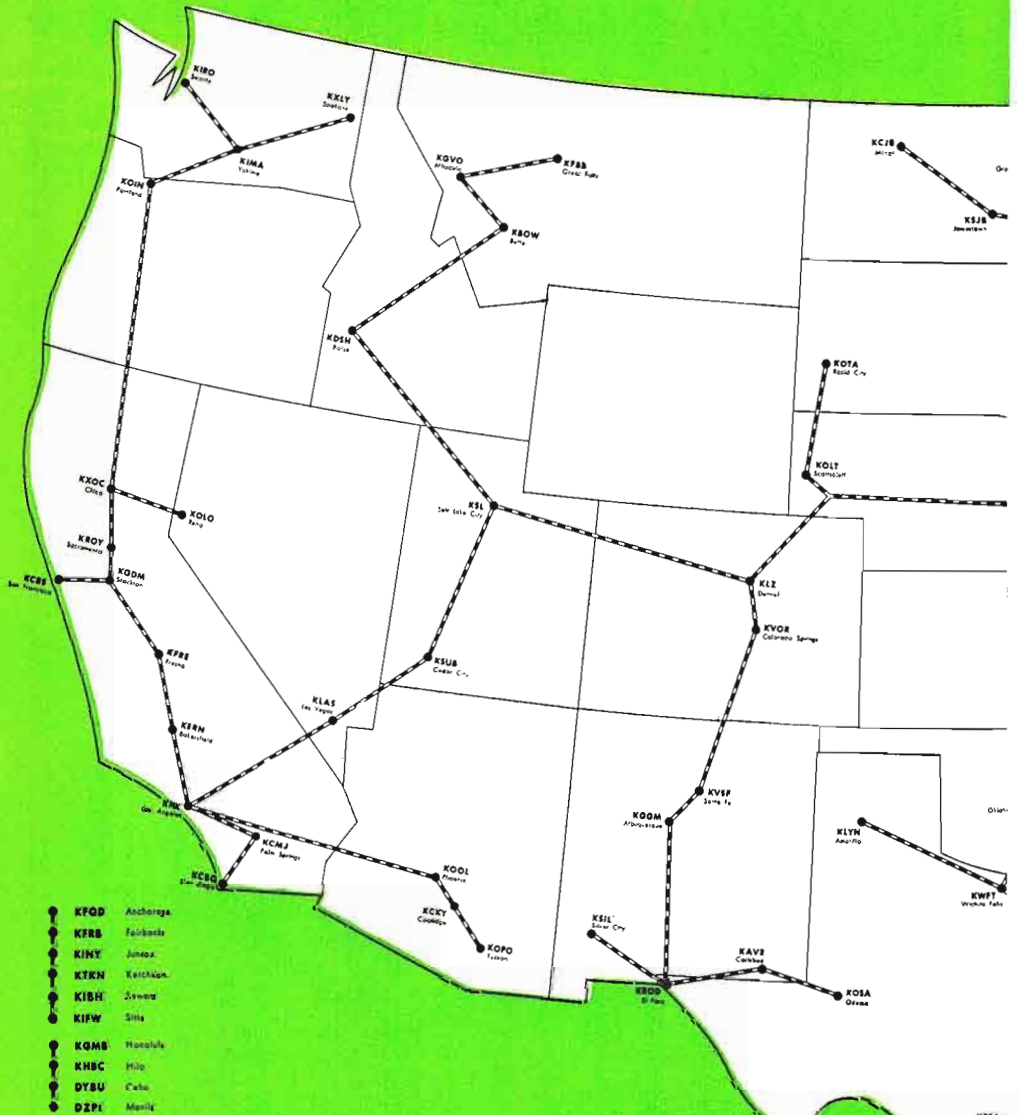 KIRO
Seattle
KXLY
Spokane
KIMA
Yakima
KOIN
Portland
KGVO
Missoula
KFBB
Great Falls
KBOW
Butte
KCJB
Minot
KSJB
Jamestown
KDSH
Boise
KOTA
Rapid City
KOLT
Scottsbluff
KXOC
Chico
KOLO
Reno
KROY
Sacramento
KCBS
San Francisco
KGDM
Stockton
KSL
Salt Lake City
KLZ
Denver
KVOR
Colorado Springs
KFRE
Fresno
KSUB
Cedar City
KLAS
Las Vegas
KERN
Bakersfield
KNX
Los Angeles
KVSF
Santa Fe
KGGM
Albuquerque
KLYN
Amarillo
KCMJ
Palm Springs
KCBQ
San Diego
KOOL
Phoenix
KCKY
Coolidge
KWFT
Wichita Falls
KOPO
Tucson
KSIL
Silver City
KAVE
Carlsbad
KROD
El Paso
KOSA
Odessa
KFQD Anchorage
KFRB Fairbanks
KINY Juneau
KTKN Ketchikan
KIBH Seward
KIFW Sitka
KGMB Honolulu
KHBC Hilo
DYBU Cebu
DZPI Manila